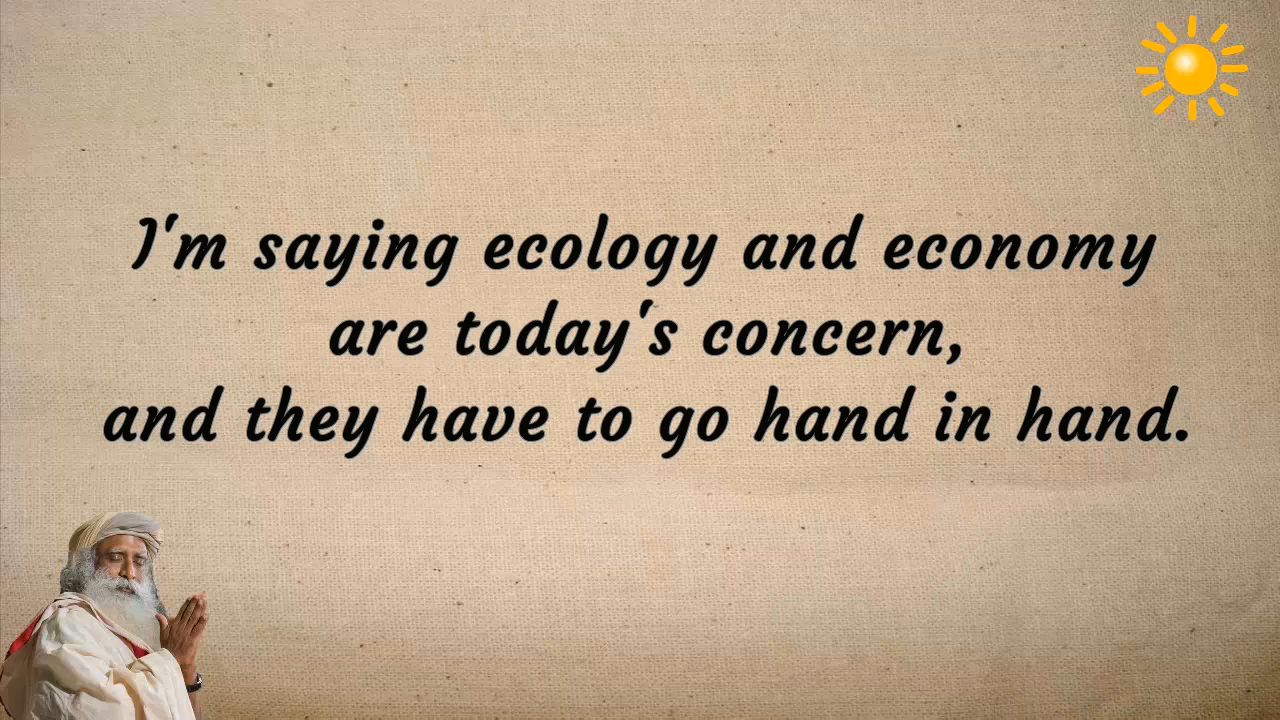 I'm saying ecology and economy
are today's concern,
and they have to go hand in hand.